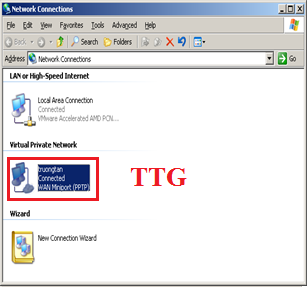 Network Connections
File Edit View Favorites Tools Advanced Help
Back Search Folders
Address Network Connections Go
LAN or High-Speed Internet
Local Area Connection
Connected
VMware Accelerated AMD PCN...
Virtual Private Network
truongtan
Connected
WAN Miniport (PPTP)
TTG
Wizard
New Connection Wizard